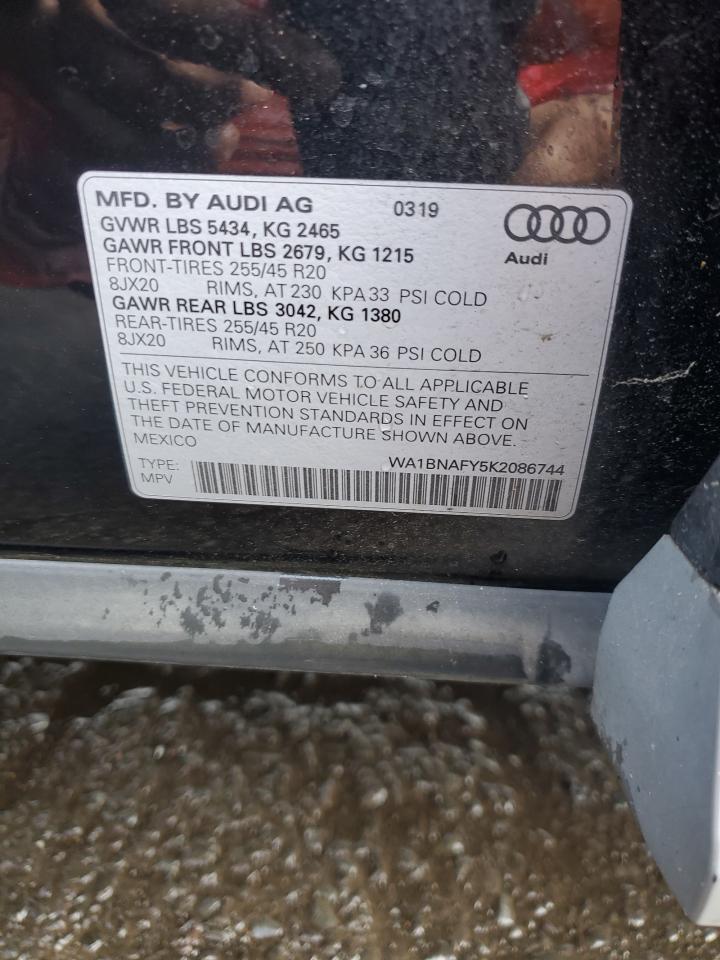 MFD. BY AUDI AG 0319
Audi
GVWR LBS 5434, KG 2465
GAWR FRONT LBS 2679, KG 1215
FRONT-TIRES 255/45 R20
8JX20 RIMS, AT 230 KPA 33 PSI COLD
GAWR REAR LBS 3042, KG 1380
REAR-TIRES 255/45 R20
8JX20 RIMS, AT 250 KPA 36 PSI COLD
THIS VEHICLE CONFORMS TO ALL APPLICABLE
U.S. FEDERAL MOTOR VEHICLE SAFETY AND
THEFT PREVENTION STANDARDS IN EFFECT ON
THE DATE OF MANUFACTURE SHOWN ABOVE.
MEXICO
WA1BNAFY5K2086744
TYPE:
MPV